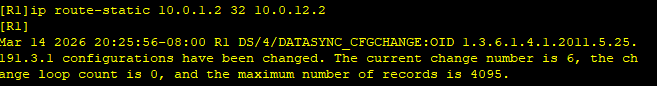 [R1]ip route-static 10.0.1.2 32 10.0.12.2
[R1]
Mar 14 2026 20:25:56-08:00 R1 DS/4/DATASYNC_CFGCHANGE:OID 1.3.6.1.4.1.2011.5.25.
191.3.1 configurations have been changed. The current change number is 6, the ch
ange loop count is 0, and the maximum number of records is 4095.